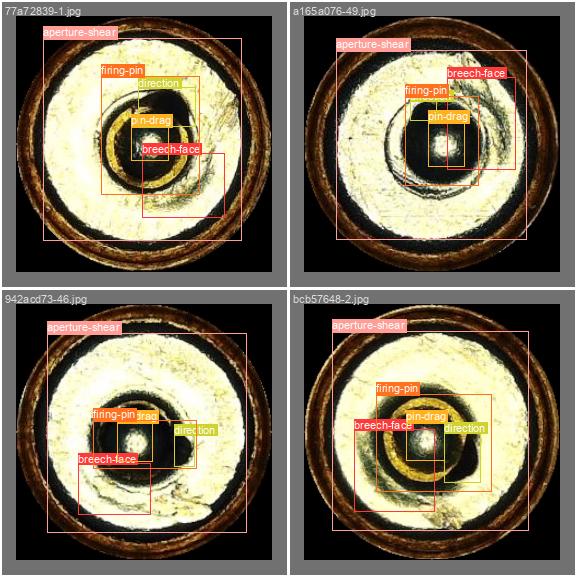 77a72839-1.jpg
aperture-shear
firing-pin
direction
pin-drag
breech-face
a165a076-49.jpg
aperture-shear
breech-face
firing-pin
direction
pin-drag
942acd73-46.jpg
aperture-shear
firing-pin
drag
direction
breech-face
bcb57648-2.jpg
aperture-shear
firing-pin
pin-drag
breech-face
direction